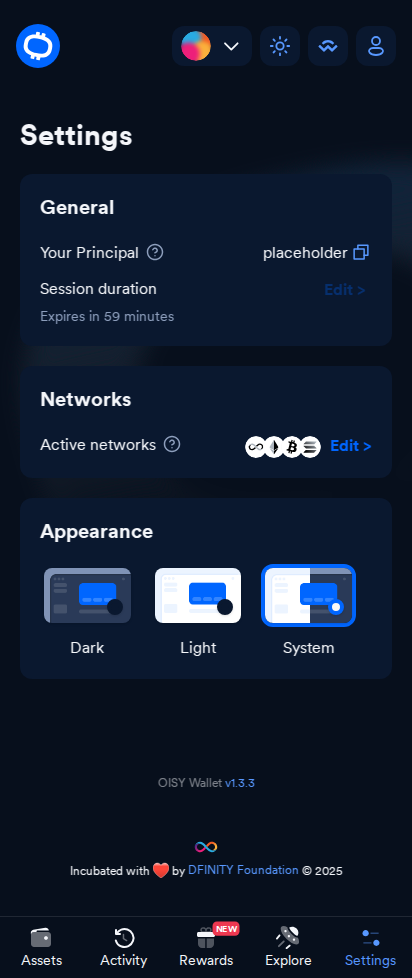 Settings
General
Your Principal placeholder
Session duration Edit >
Expires in 59 minutes
Networks
Active networks Edit >
Appearance
Dark Light System
OISY Wallet v1.3.3
Incubated with ❤️ by DFINITY Foundation © 2025
NEW
Assets Activity Rewards Explore Settings